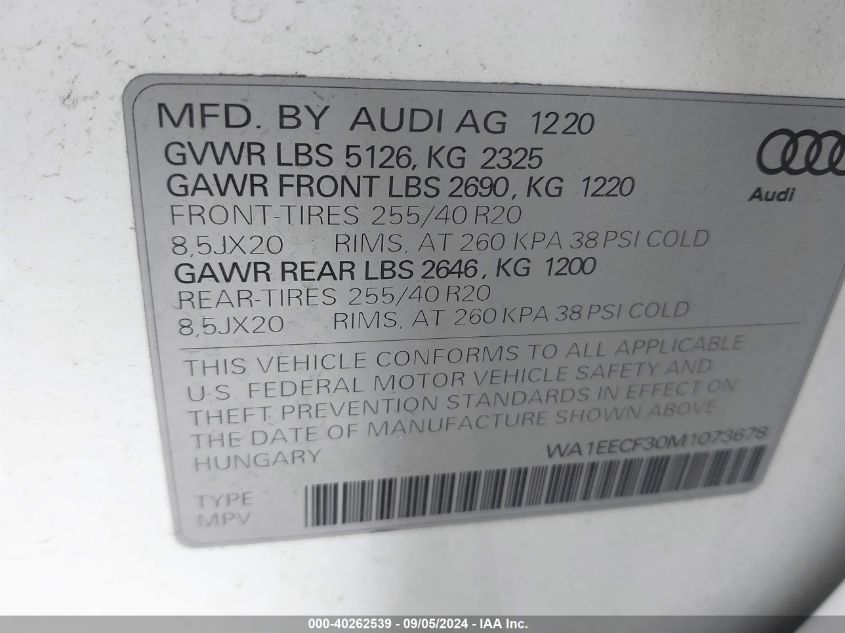 MFD. BY AUDI AG 1220
GVWR LBS 5126, KG 2325
GAWR FRONT LBS 2690, KG 1220
FRONT-TIRES 255/40 R20
8,5JX20 RIMS, AT 260 KPA 38 PSI COLD
GAWR REAR LBS 2646, KG 1200
REAR-TIRES 255/40 R20
8,5JX20 RIMS, AT 260 KPA 38 PSI COLD
Audi
THIS VEHICLE CONFORMS TO ALL APPLICABLE
U.S. FEDERAL MOTOR VEHICLE SAFETY AND
THEFT PREVENTION STANDARDS IN EFFECT ON
THE DATE OF MANUFACTURE SHOWN ABOVE.
HUNGARY WA1EECF30M1073678
TYPE
MPV
000-40262539 - 09/05/2024 - IAA Inc.